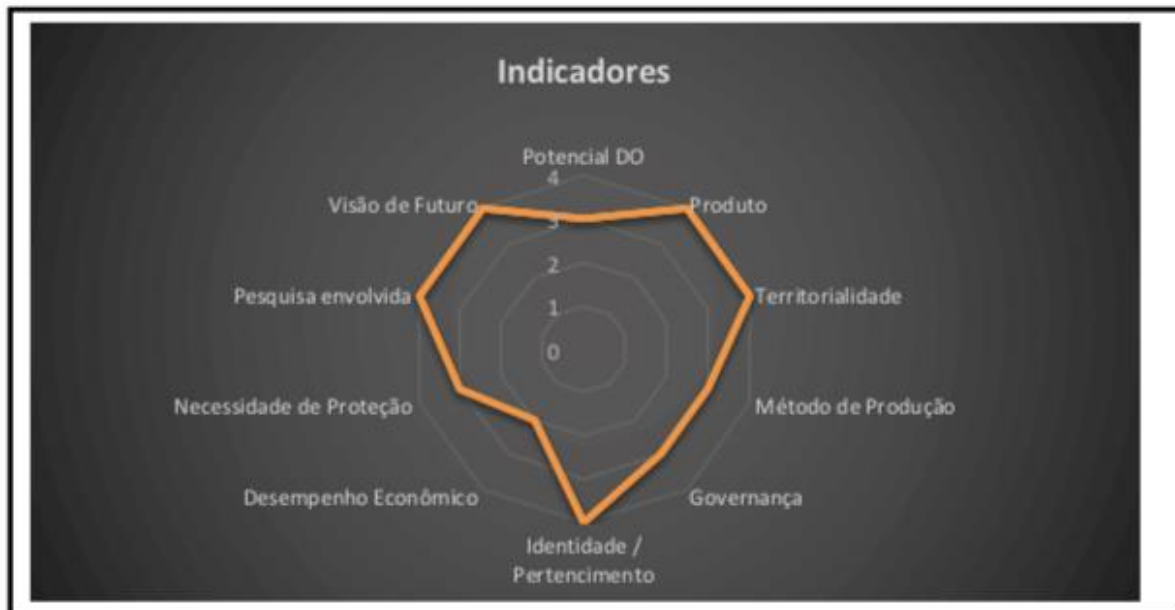 Indicadores
Potencial DO
4
Visão de Futuro
Produto
3
2
Pesquisa envolvida
Territorialidade
1
0
Necessidade de Proteção
Método de Produção
Desempenho Econômico
Governança
Identidade /
Pertencimento